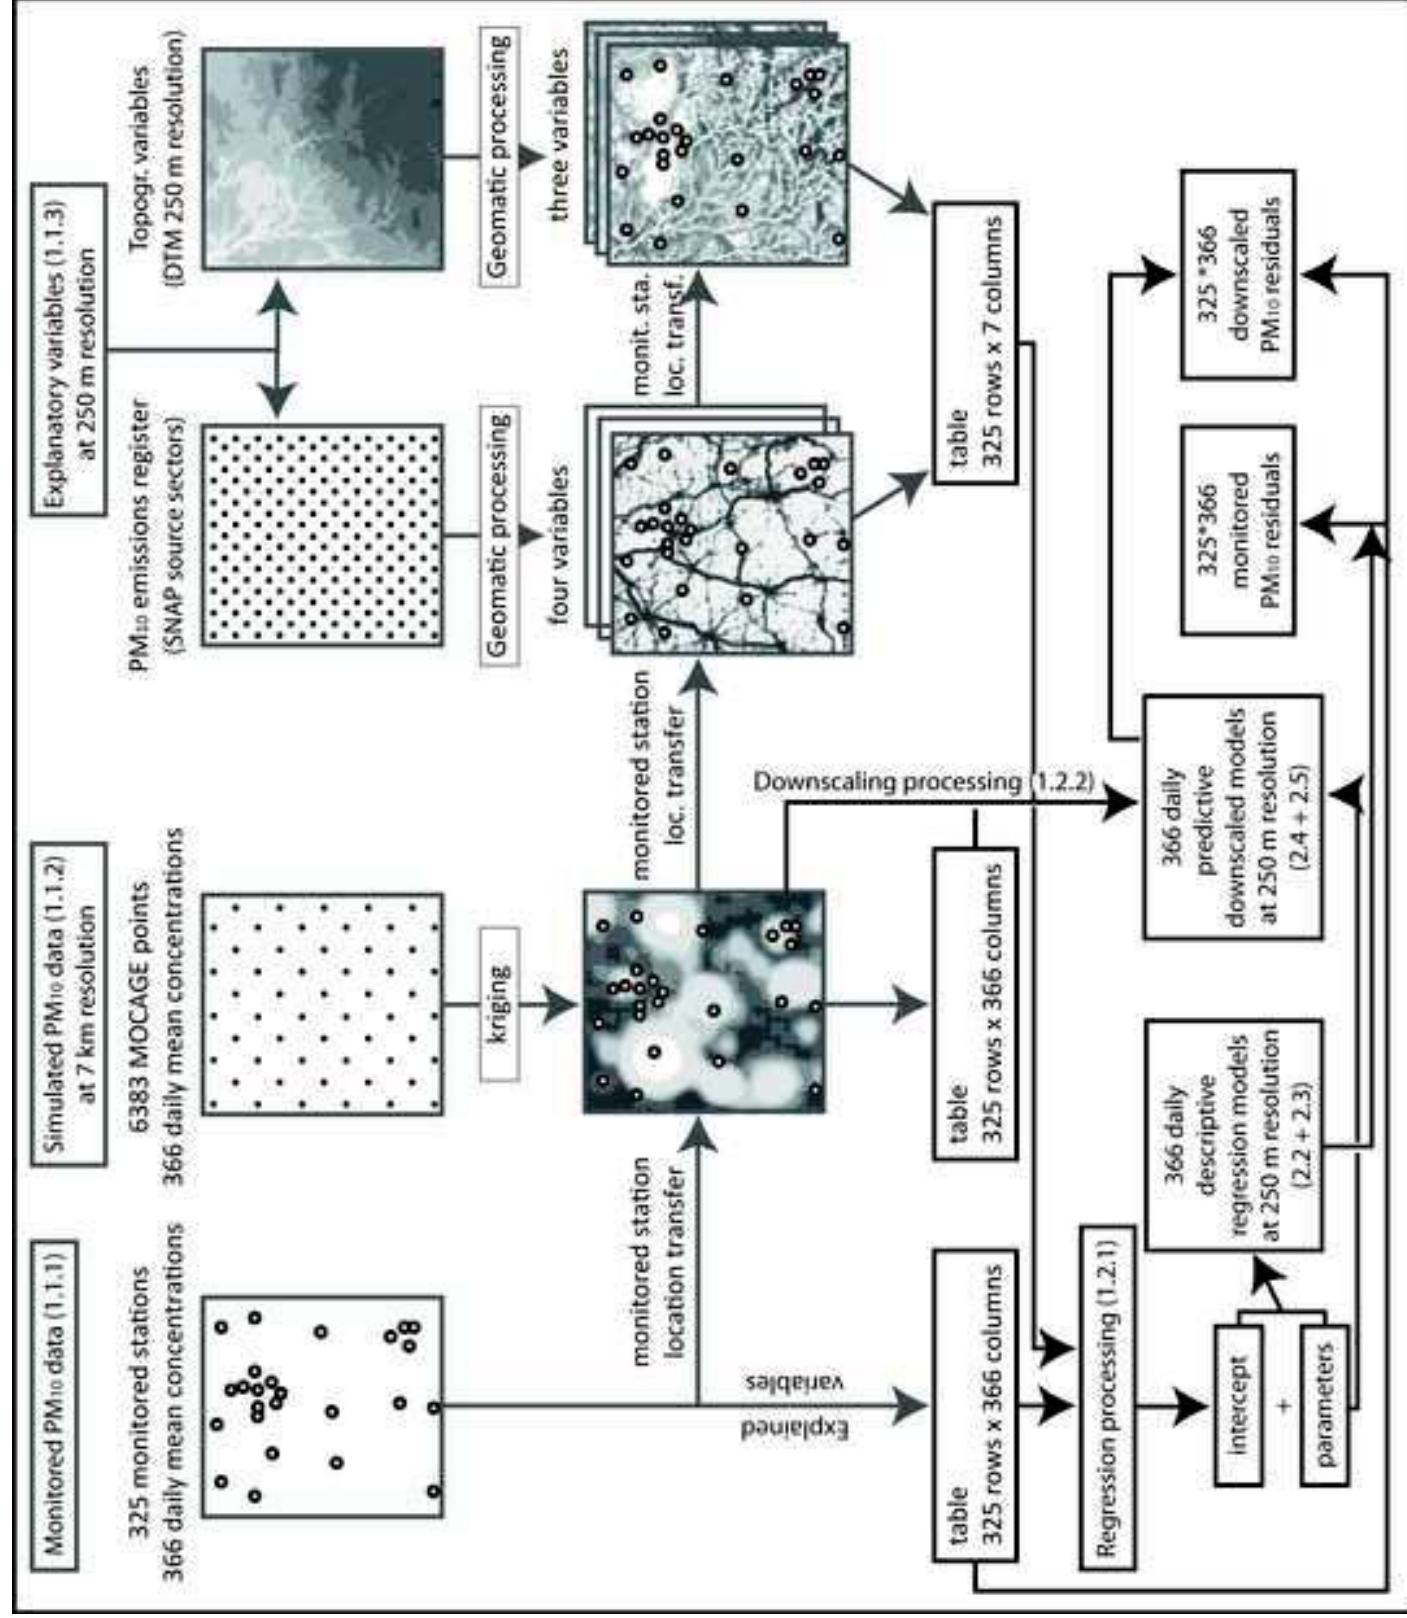 Monitored PM10 data (1.1.1)
325 monitored stations
366 daily mean concentrations
Simulated PM10 data (1.1.2)
at 7 km resolution
6383 MOCAGE points
366 daily mean concentrations
Explanatory variables (1.1.3)
at 250 m resolution
PM10 emissions register
(SNAP source sectors)
Topogr. variables
(DTM 250 m resolution)
kriging
Geomatic processing
Geomatic processing
four variables
three variables
monitored station
location transfer
monitored station
loc. transfer
monit. sta.
loc. transf.
Explained
variables
Downscaling processing (1.2.2)
table
325 rows x 366 columns
table
325 rows x 366 columns
table
325 rows x 7 columns
Regression processing (1.2.1)
intercept
+
parameters
366 daily
descriptive
regression models
at 250 m resolution
(2.2 + 2.3)
366 daily
predictive
downscaled models
at 250 m resolution
(2.4 + 2.5)
325*366
monitored
PM10 residuals
325 *366
downscaled
PM10 residuals